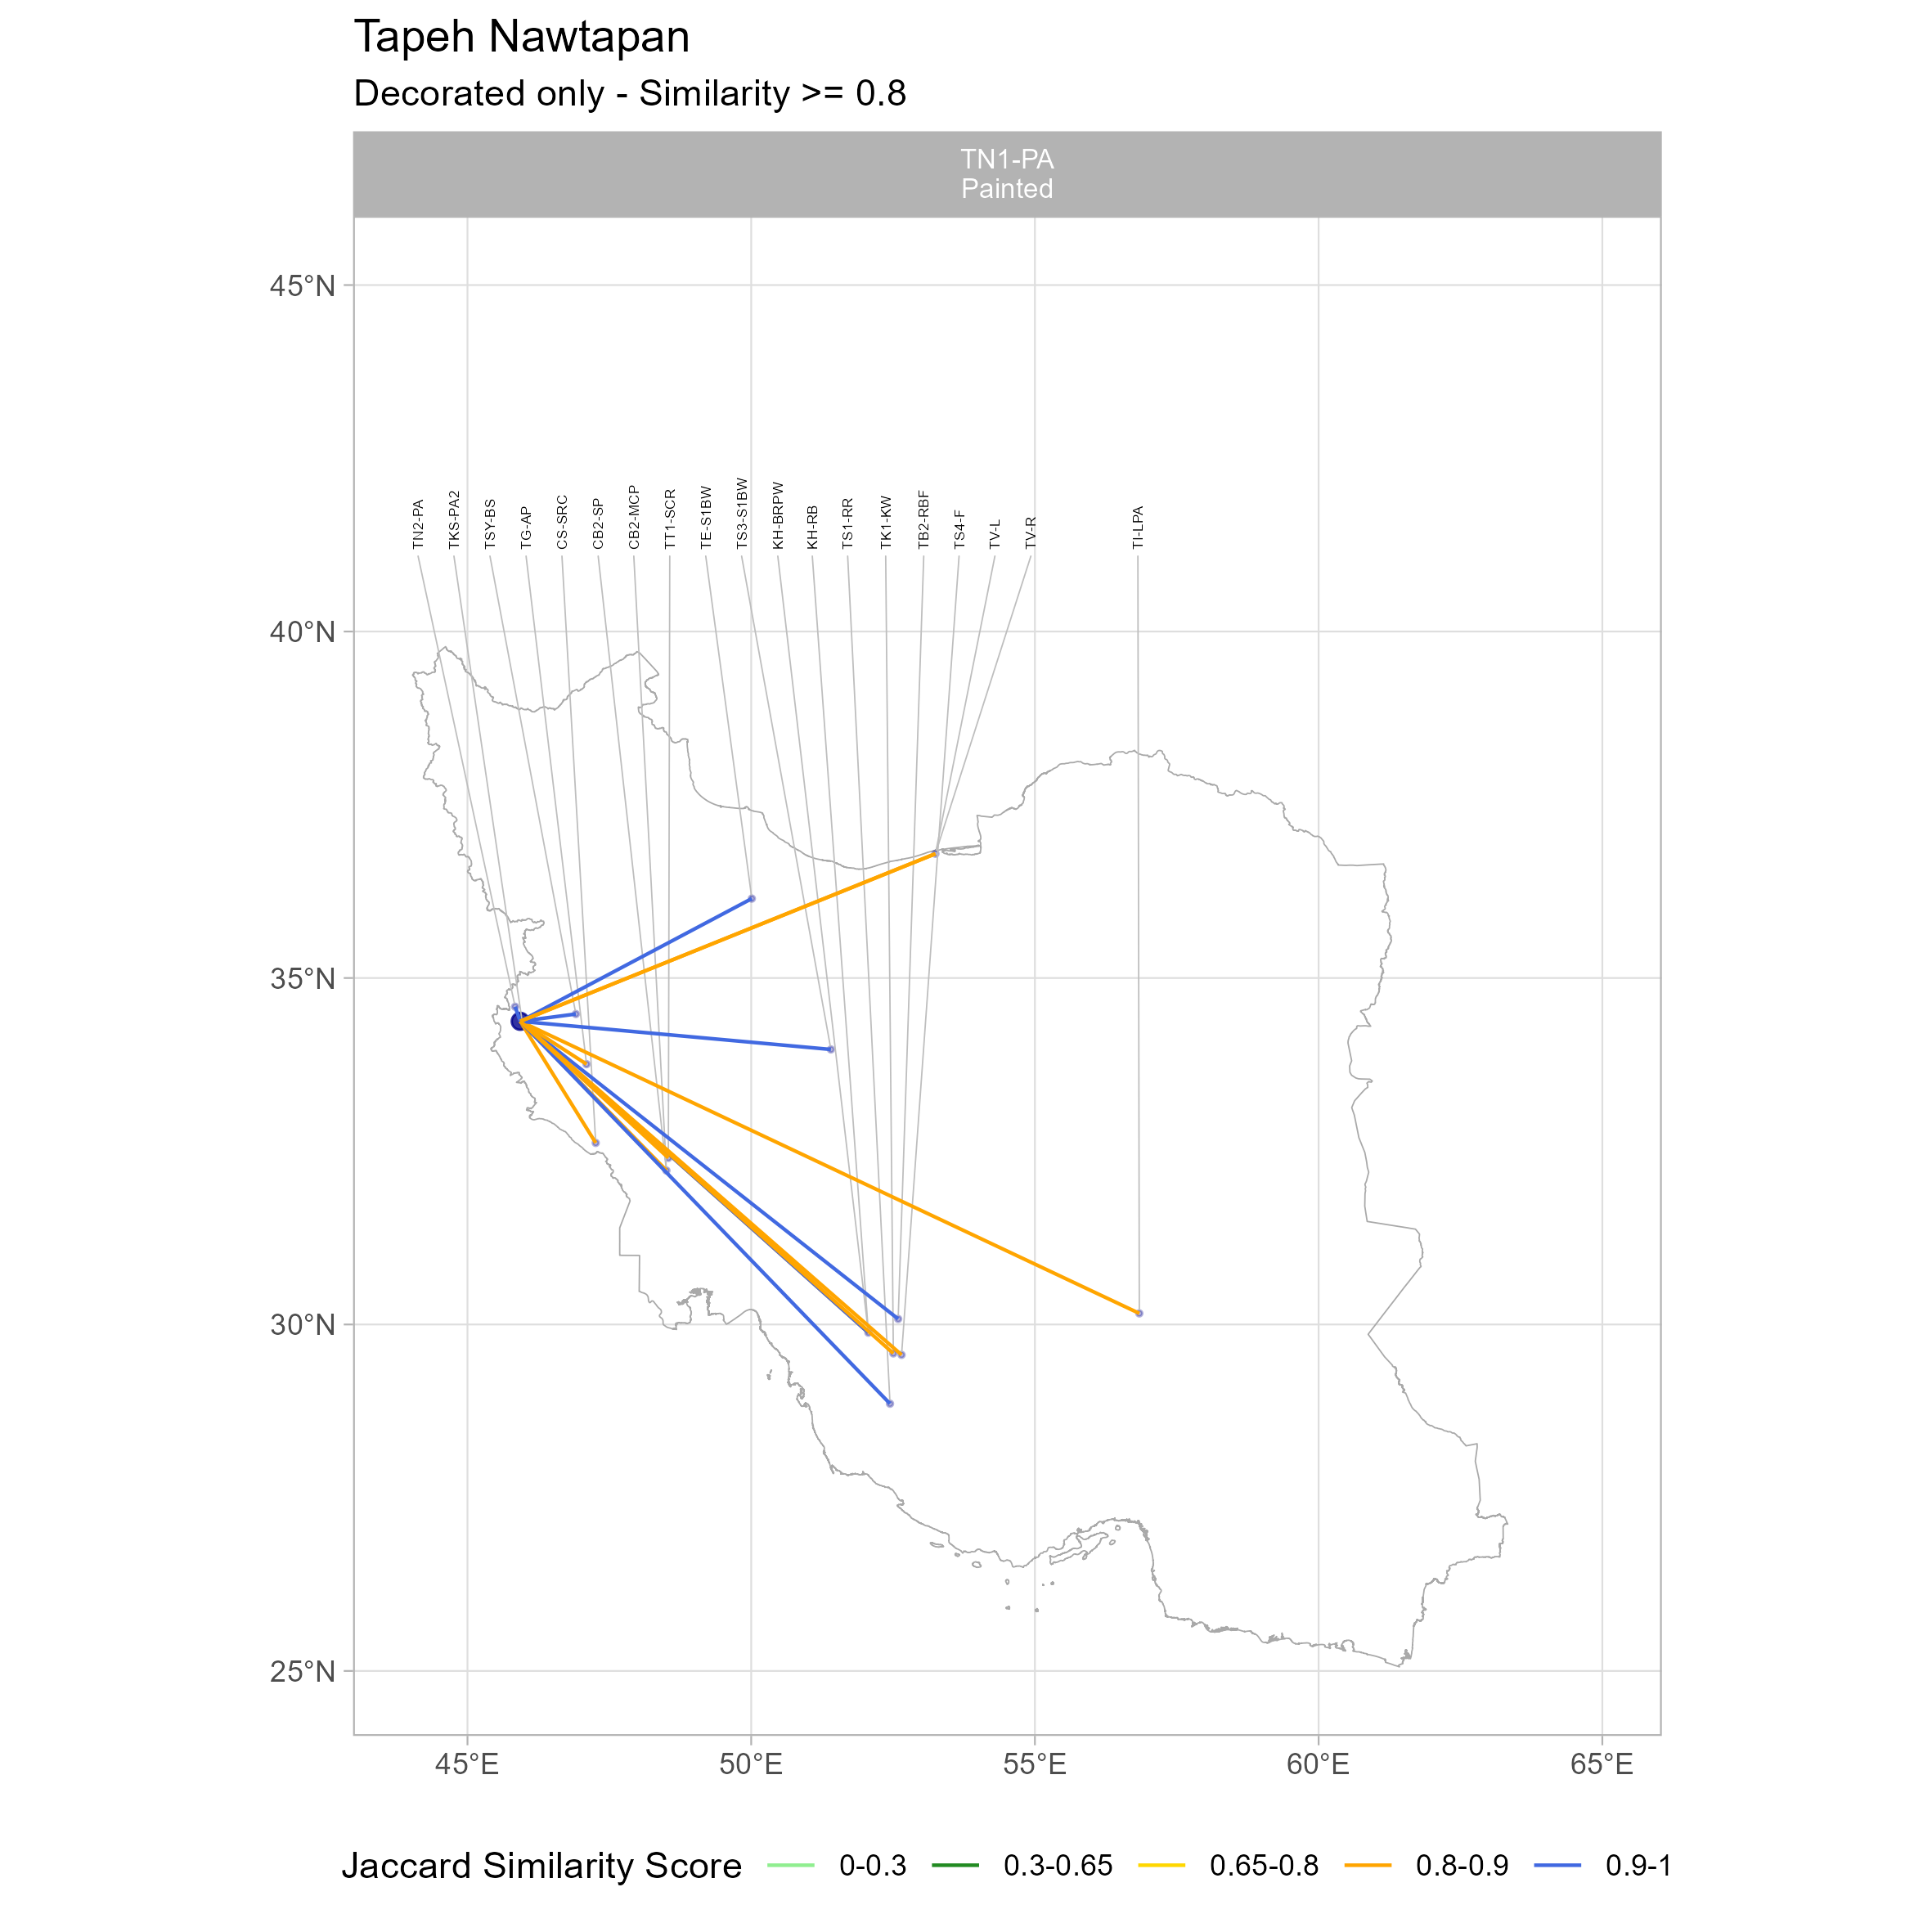 Tapeh Nawtapan
Decorated only - Similarity >= 0.8
TN1-PA
Painted
45°N
40°N
35°N
30°N
25°N
TN2-PA
TKS-PA2
TSY-BS
TG-AP
CS-SRC
CB2-SP
CB2-MCP
TT1-SCR
TE-S1BW
TS3-S1BW
KH-BRPW
KH-RB
TS1-RR
TK1-KW
TB2-RBF
TS4-F
TV-L
TV-R
TI-LPA
45°E 50°E 55°E 60°E 65°E
Jaccard Similarity Score 0-0.3 0.3-0.65 0.65-0.8 0.8-0.9 0.9-1